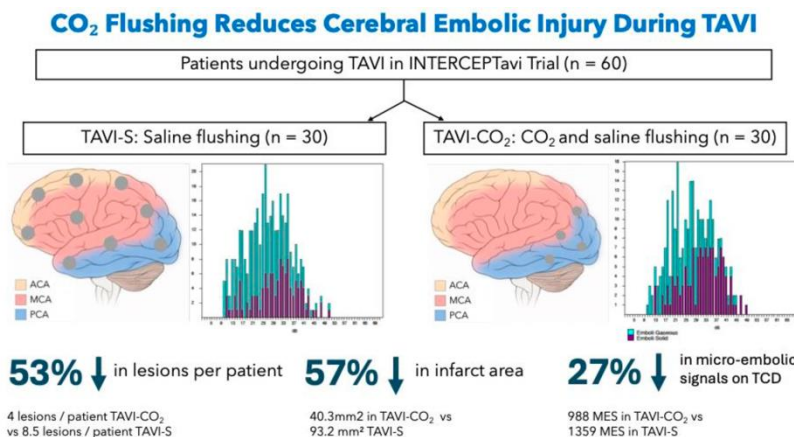 CO₂ Flushing Reduces Cerebral Embolic Injury During TAVI
Patients undergoing TAVI in INTERCEPTavi Trial (n = 60)
TAVI-S: Saline flushing (n = 30)
TAVI-CO₂: CO₂ and saline flushing (n = 30)
ACA
MCA
PCA
ACA
MCA
PCA
Emboli Gaseous
Emboli Solid
53% ↓ in lesions per patient
4 lesions / patient TAVI-CO₂
vs 8.5 lesions / patient TAVI-S
57% ↓ in infarct area
40.3mm2 in TAVI-CO₂ vs
93.2 mm² TAVI-S
27% ↓ in micro-embolic
signals on TCD
988 MES in TAVI-CO₂ vs
1359 MES in TAVI-S